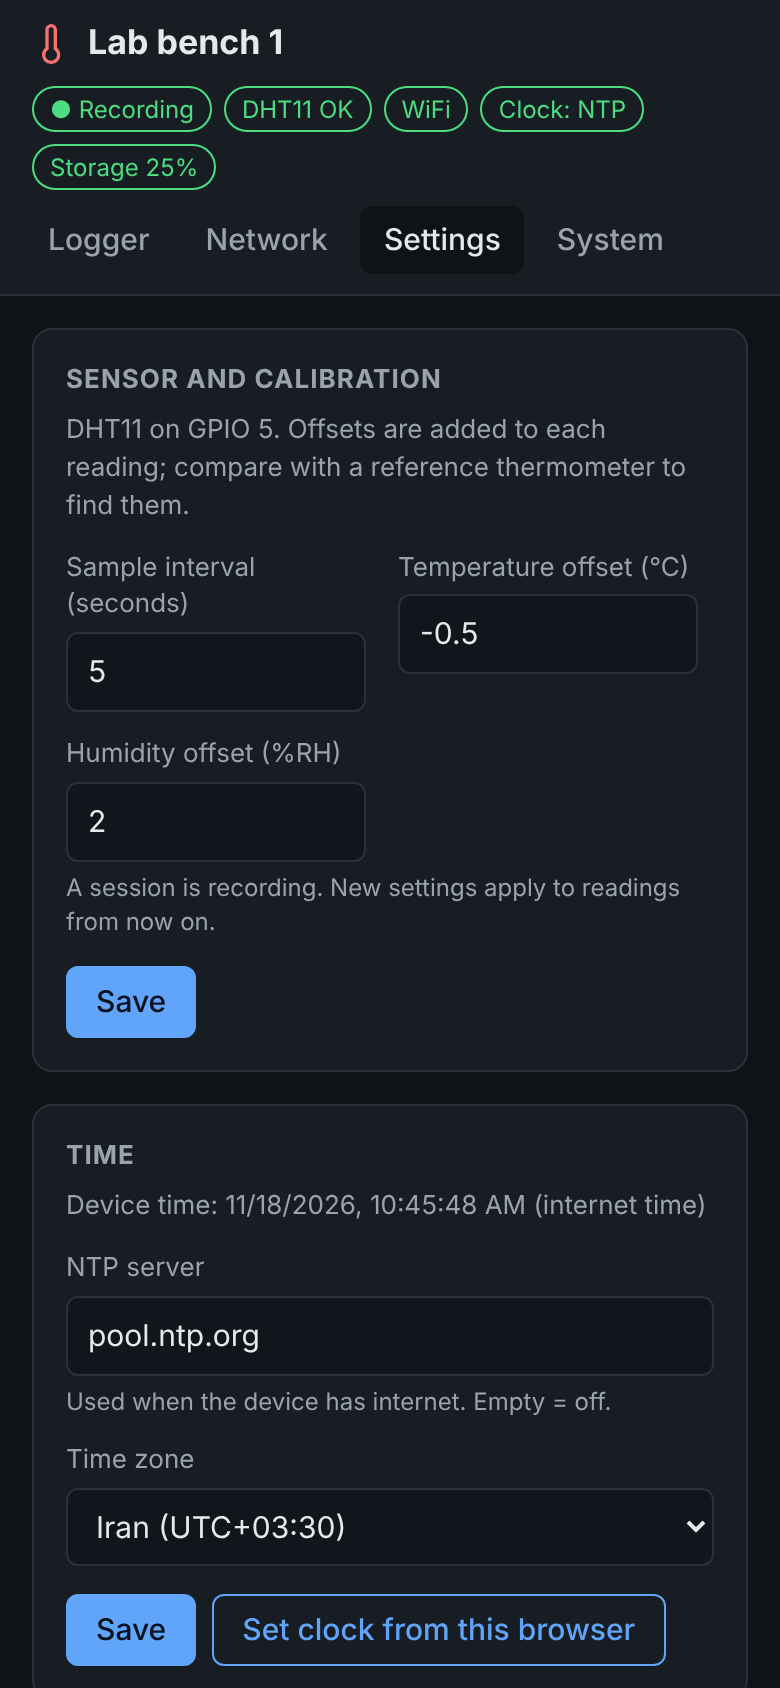 Lab bench 1
Recording
DHT11 OK
WiFi
Clock: NTP
Storage 25%
Logger
Network
Settings
System
SENSOR AND CALIBRATION
DHT11 on GPIO 5. Offsets are added to each
reading; compare with a reference thermometer to
find them.
Sample interval
(seconds)
5
Temperature offset (°C)
-0.5
Humidity offset (%RH)
2
A session is recording. New settings apply to readings
from now on.
Save
TIME
Device time: 11/18/2026, 10:45:48 AM (internet time)
NTP server
pool.ntp.org
Used when the device has internet. Empty = off.
Time zone
Iran (UTC+03:30)
Save
Set clock from this browser